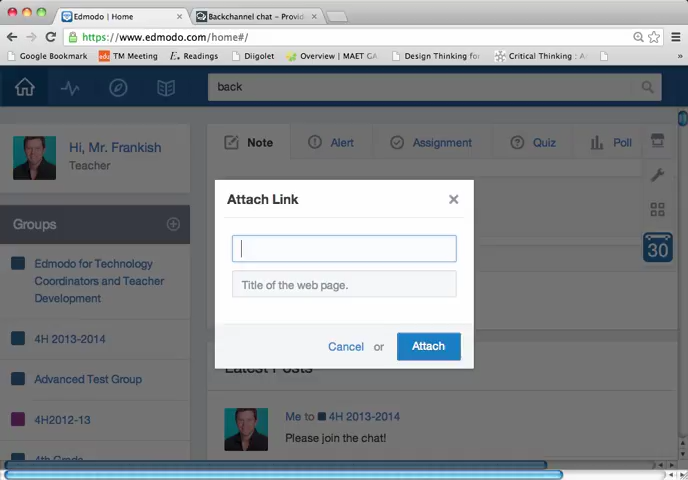 Edmodo | Home
Backchannel chat – Provid
https://www.edmodo.com/home#/
Google Bookmark
TM Meeting
Readings
Diigolet
Overview | MAET GA
Design Thinking for
Critical Thinking : A
»
back
Hi, Mr. Frankish
Teacher
Note
Alert
Assignment
Quiz
Poll
Attach Link
Groups
Title of the web page.
30
Edmodo for Technology
Coordinators and Teacher
Development
4H 2013-2014
Cancel or Attach
Latest Posts
Advanced Test Group
4H2012-13
Me to 4H 2013-2014
Please join the chat!
4th Grade